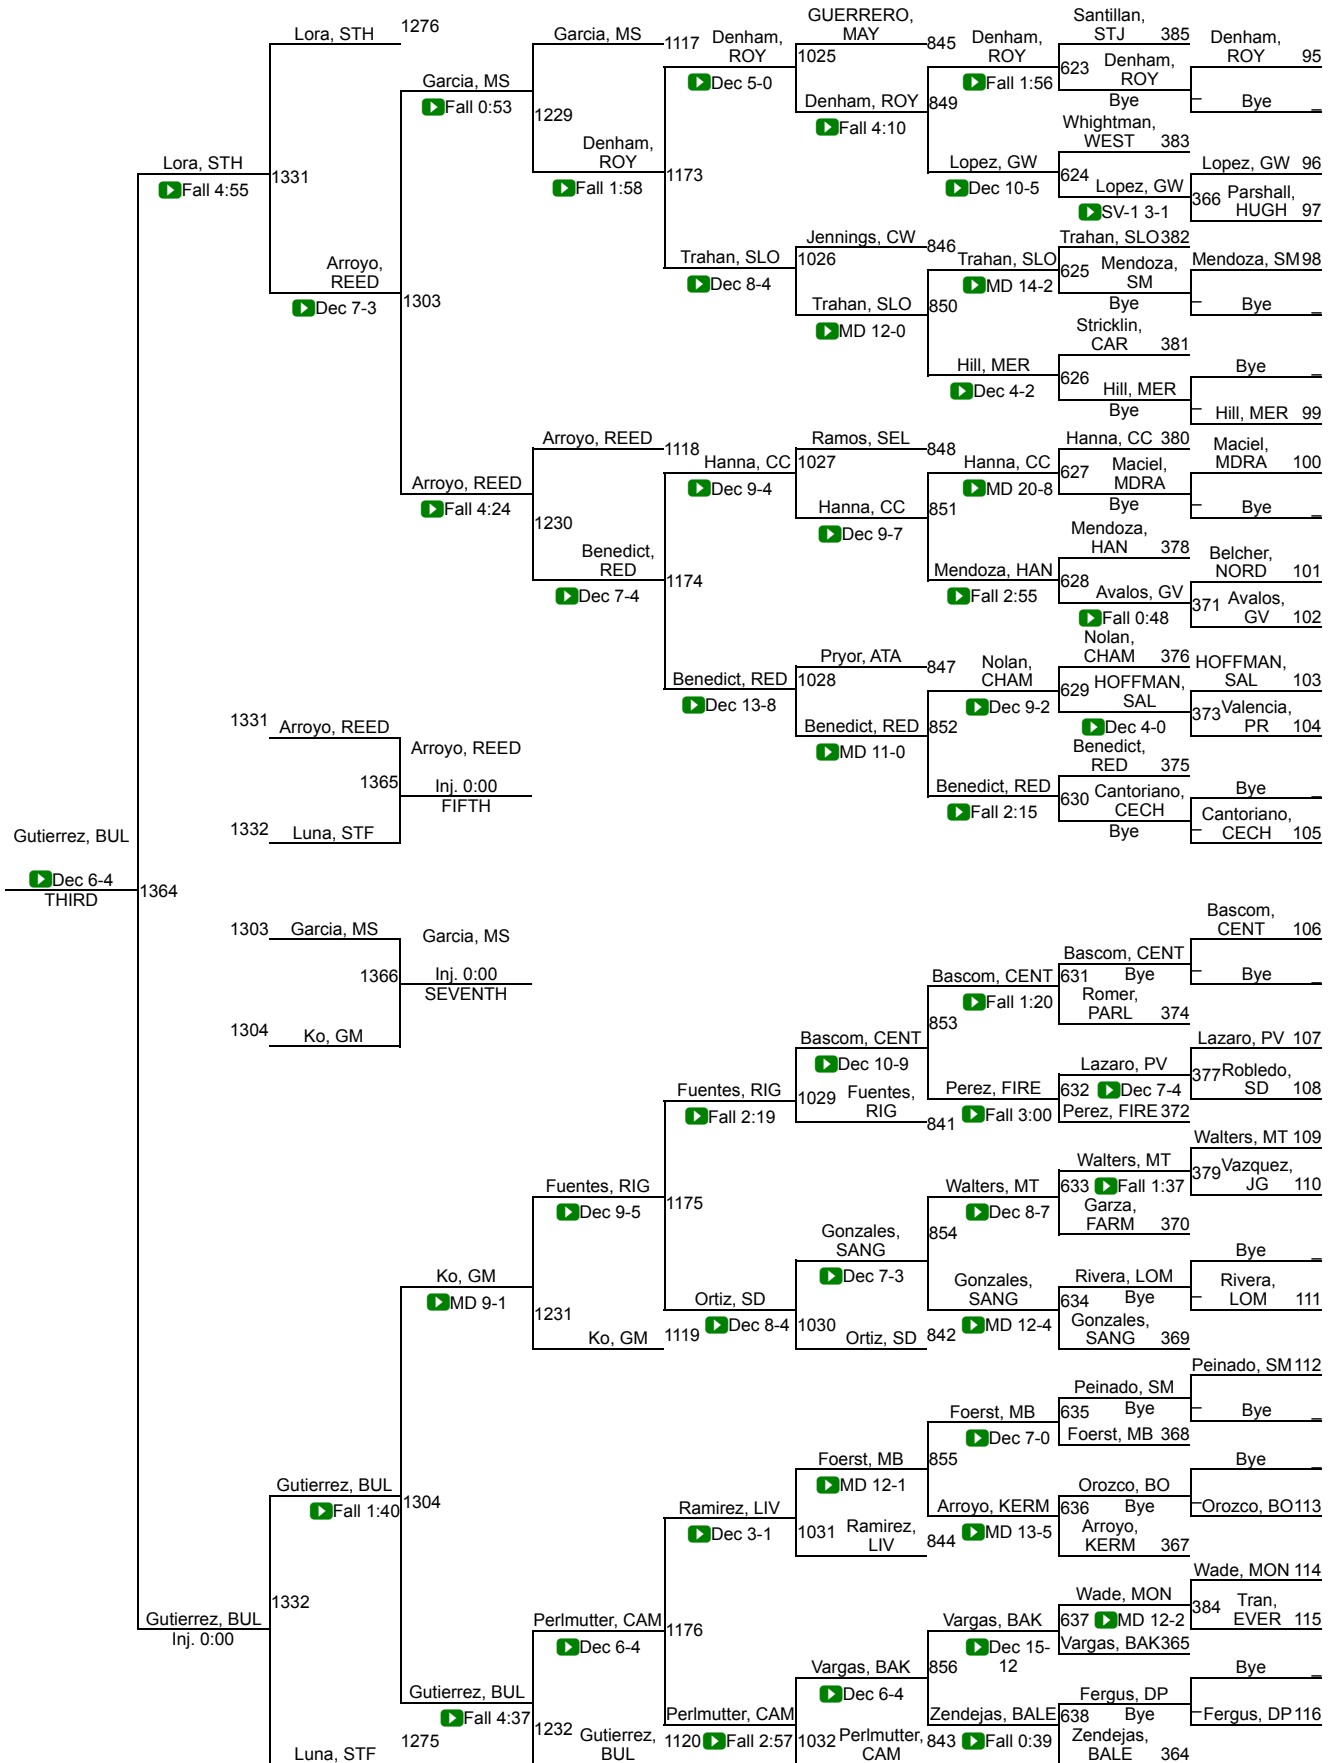 GUERRERO,
MAY
Santillan,
STJ 385
Lora, STH 1276
Garcia, MS 1117
Denham,
ROY
845
Denham,
ROY
Denham,
ROY 95
1025
623 Denham,
ROY
Dec 5-0
Fall 1:56
Garcia, MS
Fall 0:53
Denham, ROY 849
Bye
Bye _
1229
Fall 4:10
Whightman,
WEST 383
Denham,
ROY
Lora, STH
1331
Fall 4:55
Fall 1:58
1173
Lopez, GW
Dec 10-5
624
Lopez, GW
SV-1 3-1
Lopez, GW 96
366 Parshall,
HUGH 97
Jennings, CW 846
Trahan, SLO 382
Trahan, SLO
1026
Dec 8-4
Trahan, SLO
625 Mendoza,
SM
MD 14-2
Mendoza, SM 98
Arroyo,
REED
Dec 7-3
1303
Trahan, SLO 850
Bye
Bye _
MD 12-0
Stricklin,
CAR 381
Hill, MER
Dec 4-2
626
Hill, MER
Bye
Bye _
Hill, MER 99
Arroyo, REED 1118
Ramos, SEL 848
Hanna, CC 380
Maciel,
MDRA 100
Hanna, CC
1027
Dec 9-4
Hanna, CC
627 Maciel,
MDRA
MD 20-8
Arroyo, REED
Fall 4:24
Hanna, CC 851
Bye
Bye _
1230
Dec 9-7
Mendoza,
HAN 378
Benedict,
RED
Dec 7-4
1174
Mendoza, HAN
Fall 2:55
628
Avalos, GV
Fall 0:48
Belcher,
NORD 101
371 Avalos,
GV 102
Pryor, ATA 847
Nolan,
CHAM 376
Nolan,
CHAM
HOFFMAN,
SAL 103
Benedict, RED
1028
Dec 13-8
629 HOFFMAN,
SAL
Dec 9-2
Dec 4-0
373 Valencia,
PR 104
1331 Arroyo, REED
Benedict, RED 852
Benedict,
RED 375
Arroyo, REED
MD 11-0
1365
Inj. 0:00
FIFTH
Benedict, RED
Fall 2:15
630 Cantoriano,
CECH
Bye
Bye _
Cantoriano,
CECH 105
1332 Luna, STF
Gutierrez, BUL
Dec 6-4
THIRD
1364
1303 Garcia, MS
Garcia, MS
Bascom,
CENT 106
1366
Inj. 0:00
SEVENTH
Bascom, CENT
Bascom, CENT
631 Bye
Bye _
Fall 1:20
Romer,
PARL 374
1304 Ko, GM
853
Bascom, CENT
Dec 10-9
Lazaro, PV 107
Fuentes, RIG
Fall 2:19
1029 Fuentes,
RIG 841
Perez, FIRE
Fall 3:00
Lazaro, PV
632 Dec 7-4
Perez, FIRE 372
377 Robledo,
SD 108
Walters, MT 109
Fuentes, RIG
Dec 9-5
1175
Walters, MT
Dec 8-7
Walters, MT
633 Fall 1:37
Garza,
FARM 370
379 Vazquez,
JG 110
Gonzales,
SANG
Dec 7-3
854
Bye _
Ko, GM
MD 9-1
1231
Ko, GM 1119
Ortiz, SD
Dec 8-4
1030
Ortiz, SD 842
Gonzales,
SANG
MD 12-4
Rivera, LOM
634 Bye
Gonzales,
SANG 369
Rivera,
LOM 111
Peinado, SM 112
Foerst, MB
Dec 7-0
Peinado, SM
635 Bye
Foerst, MB 368
Bye _
Foerst, MB
MD 12-1
855
Bye _
Gutierrez, BUL
Fall 1:40
1304
Ramirez, LIV
Dec 3-1
1031 Ramirez,
LIV 844
Arroyo, KERM
MD 13-5
Orozco, BO
636 Bye
Arroyo,
KERM 367
Orozco, BO 113
1332
Wade, MON 114
Gutierrez, BUL
Inj. 0:00
Perlmutter, CAM
Dec 6-4
1176
Vargas, BAK
Dec 15-
12
Wade, MON
637 MD 12-2
Vargas, BAK 365
384 Tran,
EVER 115
Vargas, BAK
Dec 6-4
856
Bye _
Gutierrez, BUL
Fall 4:37
Perlmutter, CAM
1120 Fall 2:57
Zendejas, BALE
843 Fall 0:39
Fergus, DP
638 Bye
Fergus, DP 116
Luna, STF 1275
1232 Gutierrez,
BUL
1032 Perlmutter,
CAM
Zendejas,
BALE 364